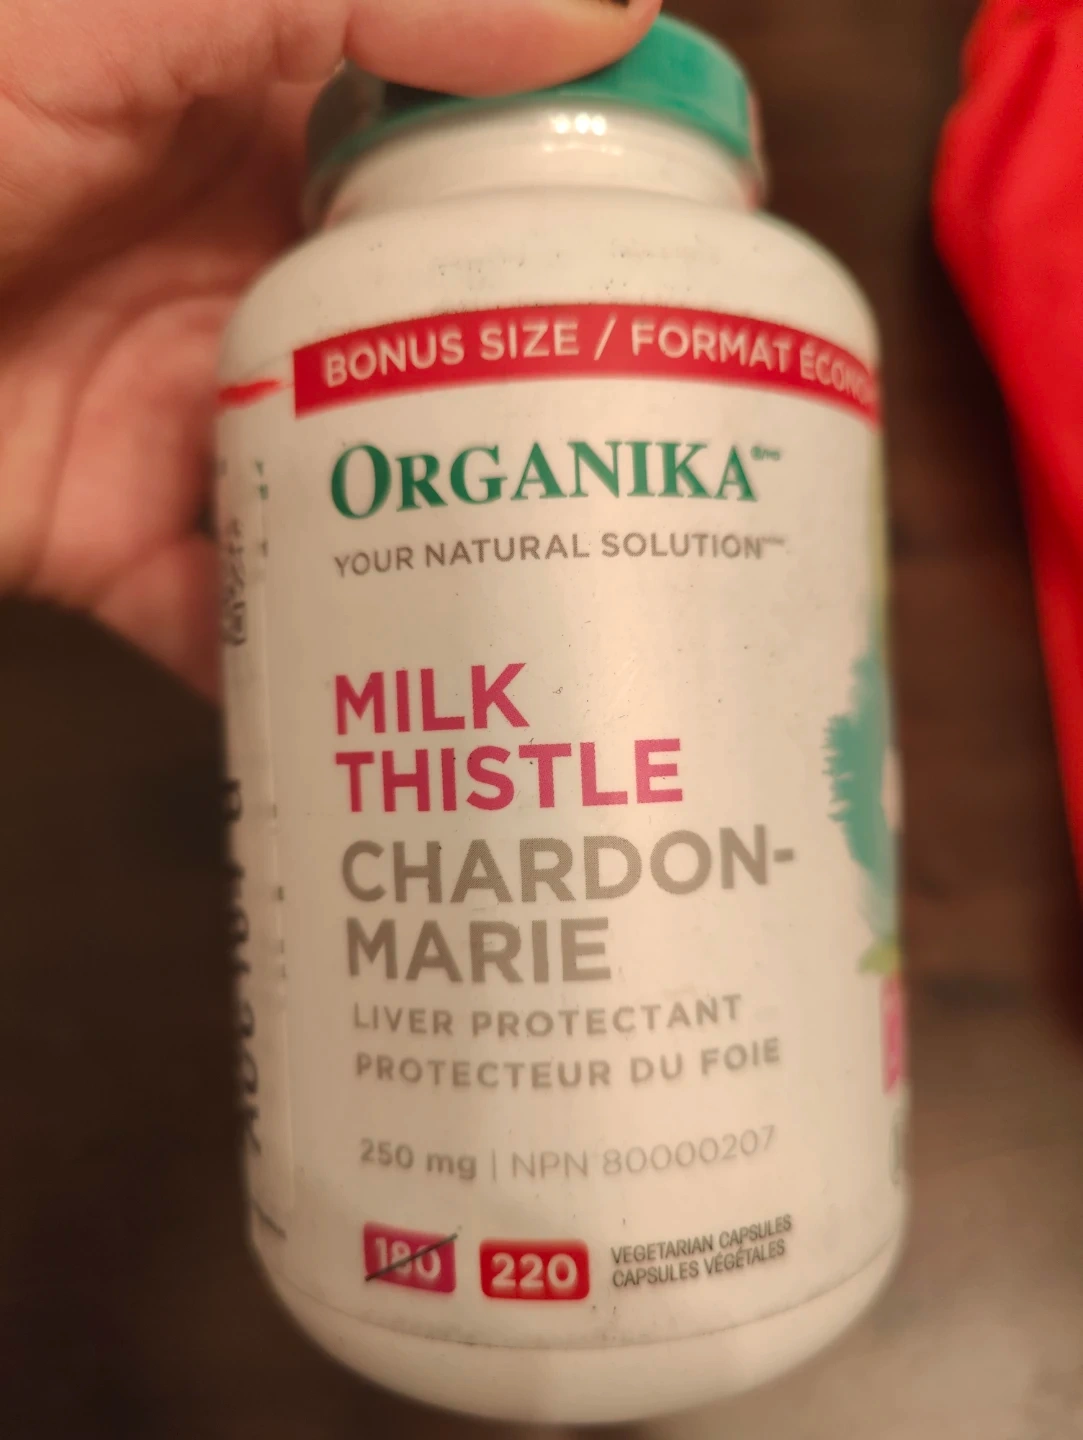 BONUS SIZE / FORMAT
ORGANIKA
YOUR NATURAL SOLUTION
MILK
THISTLE
CHARDON-
MARIE
LIVER PROTECTANT
PROTECTEUR DU FOIE
250 mg | NPN 80000207
180 220 VEGETARIAN CAPSULES
CAPSULES VÉGÉTALES